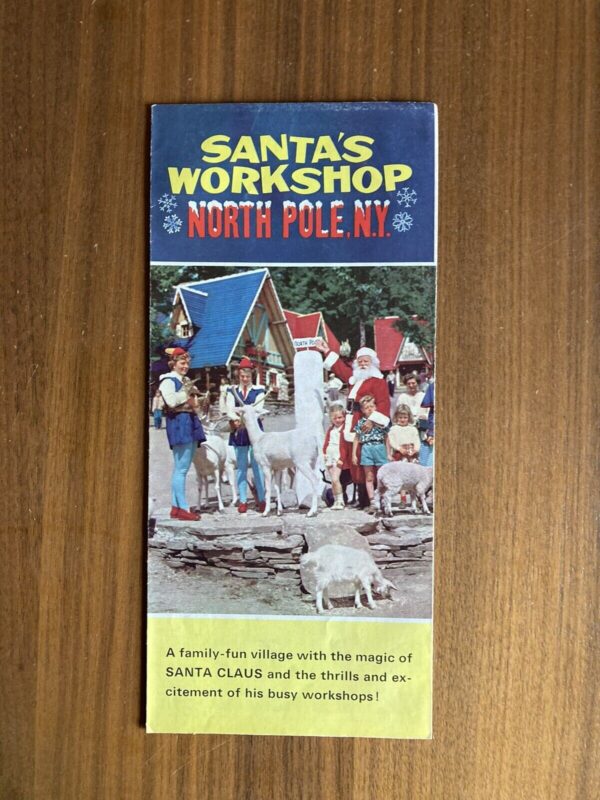 SANTA'S
WORKSHOP
NORTH POLE, N.Y.
NORTH POLE
A family-fun village with the magic of
SANTA CLAUS and the thrills and ex-
citement of his busy workshops!